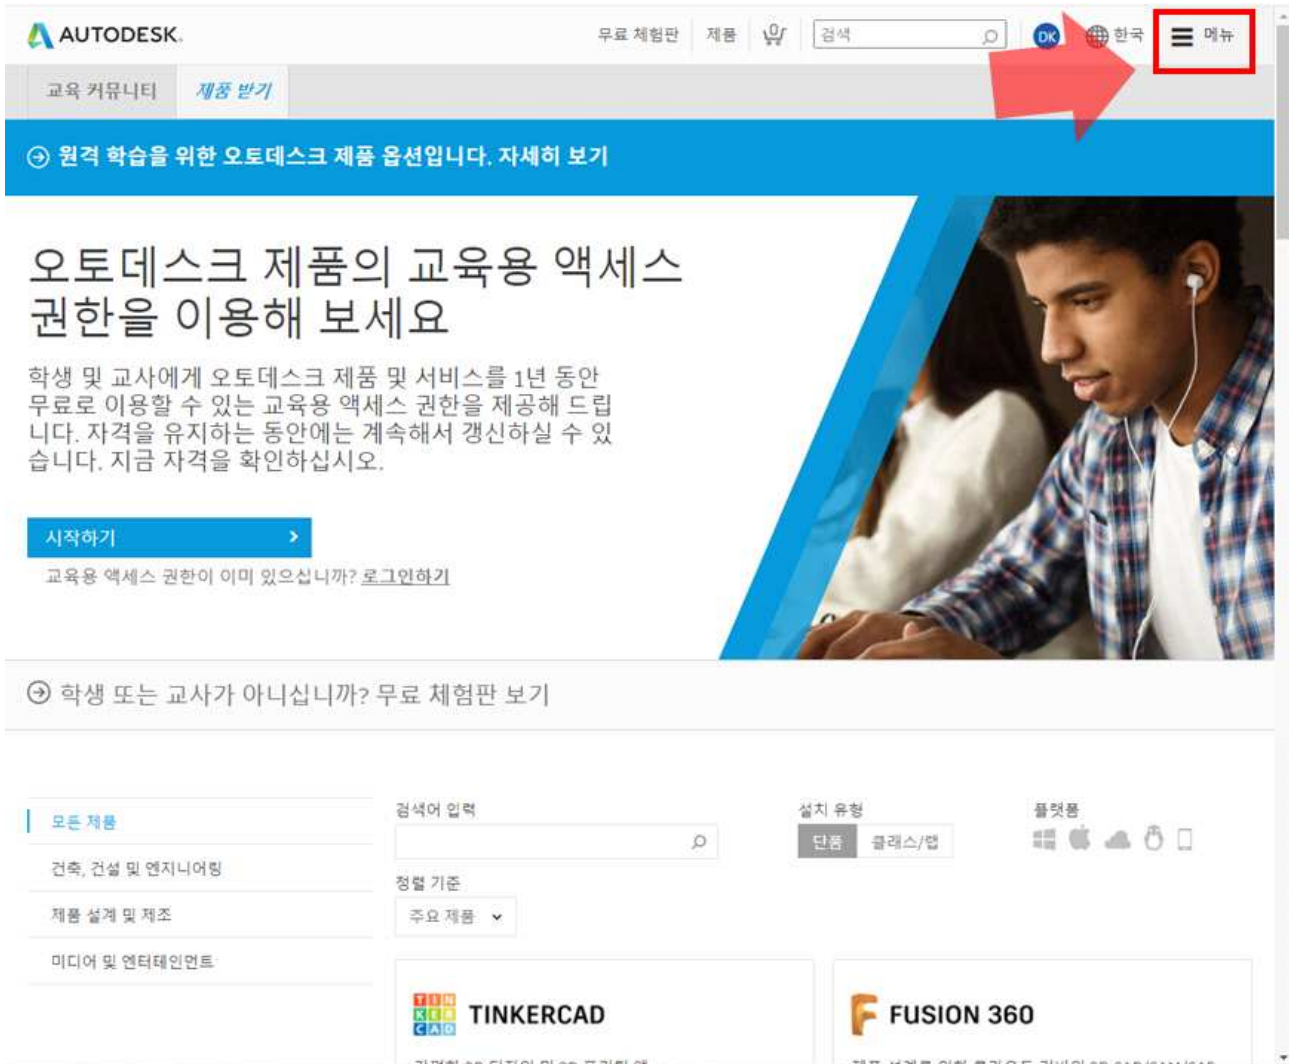 AUTODESK.
무료 체험판 제품 0 검색 DK 한국 메뉴
교육 커뮤니티 제품 받기
원격 학습을 위한 오토데스크 제품 옵션입니다. 자세히 보기
오토데스크 제품의 교육용 액세스
권한을 이용해 보세요
학생 및 교사에게 오토데스크 제품 및 서비스를 1년 동안
무료로 이용할 수 있는 교육용 액세스 권한을 제공해 드립
니다. 자격을 유지하는 동안에는 계속해서 갱신하실 수 있
습니다. 지금 자격을 확인하십시오.
시작하기
교육용 액세스 권한이 이미 있으십니까? 로그인하기
학생 또는 교사가 아니십니까? 무료 체험판 보기
모든 제품
건축, 건설 및 엔지니어링
제품 설계 및 제조
미디어 및 엔터테인먼트
검색어 입력
설치 유형
단품 클래스/랩
플랫폼
정렬 기준
주요 제품
TIN
KER
CAD
TINKERCAD
FUSION 360